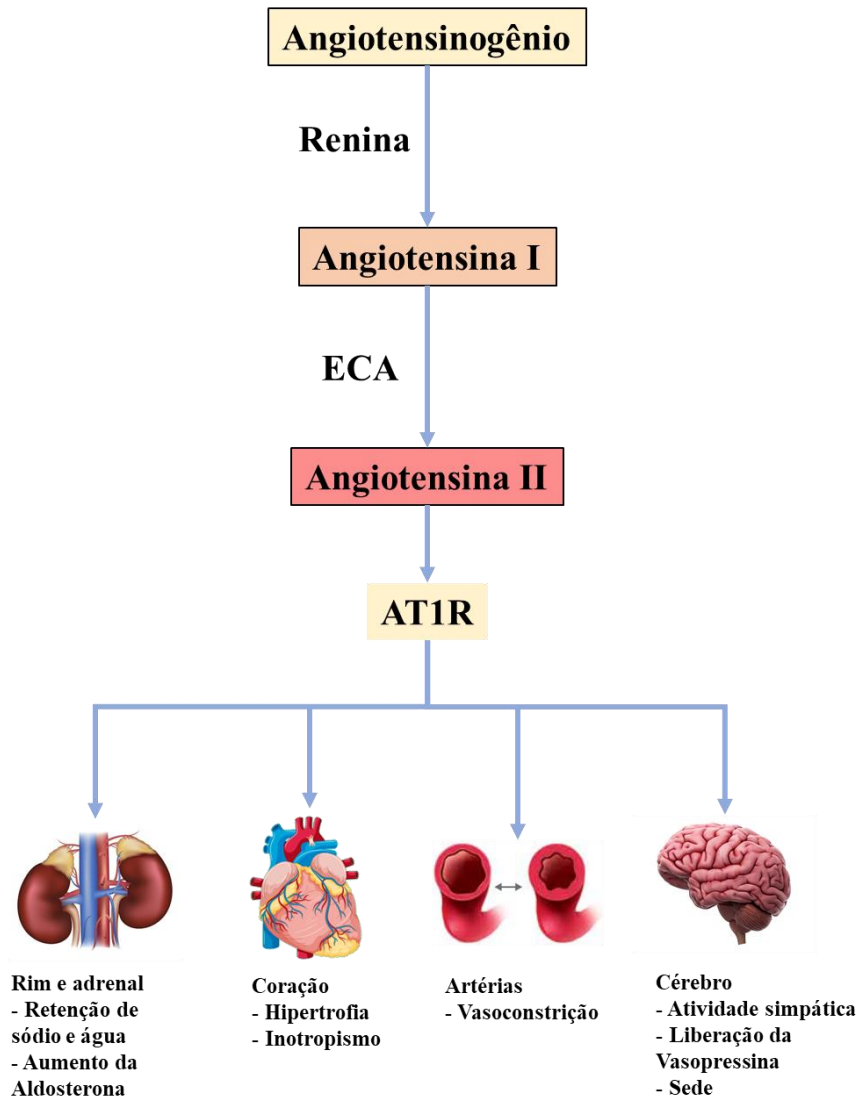 Angiotensinogênio
Renina
Angiotensina I
ECA
Angiotensina II
AT1R
Rim e adrenal
- Retenção de
sódio e água
- Aumento da
Aldosterona
Coração
- Hipertrofia
- Inotropismo
Artérias
- Vasoconstrição
Cérebro
- Atividade simpática
- Liberação da
Vasopressina
- Sede